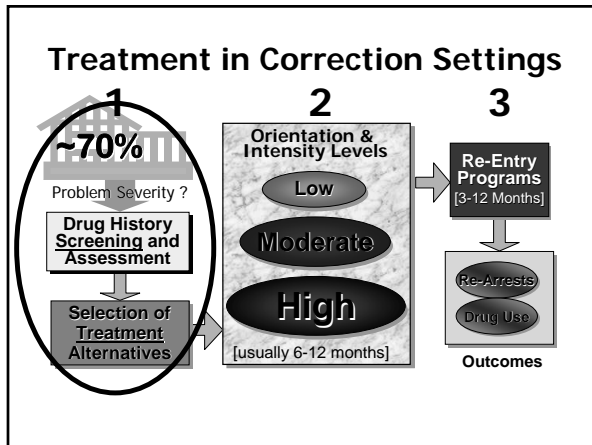 Treatment in Correction Settings
1
~70%
Problem Severity ?
Drug History
Screening and
Assessment
Selection of
Treatment
Alternatives
2
Orientation &
Intensity Levels
Low
Moderate
High
[usually 6-12 months]
3
Re-Entry
Programs
[3-12 Months]
Re-Arrests
Drug Use
Outcomes